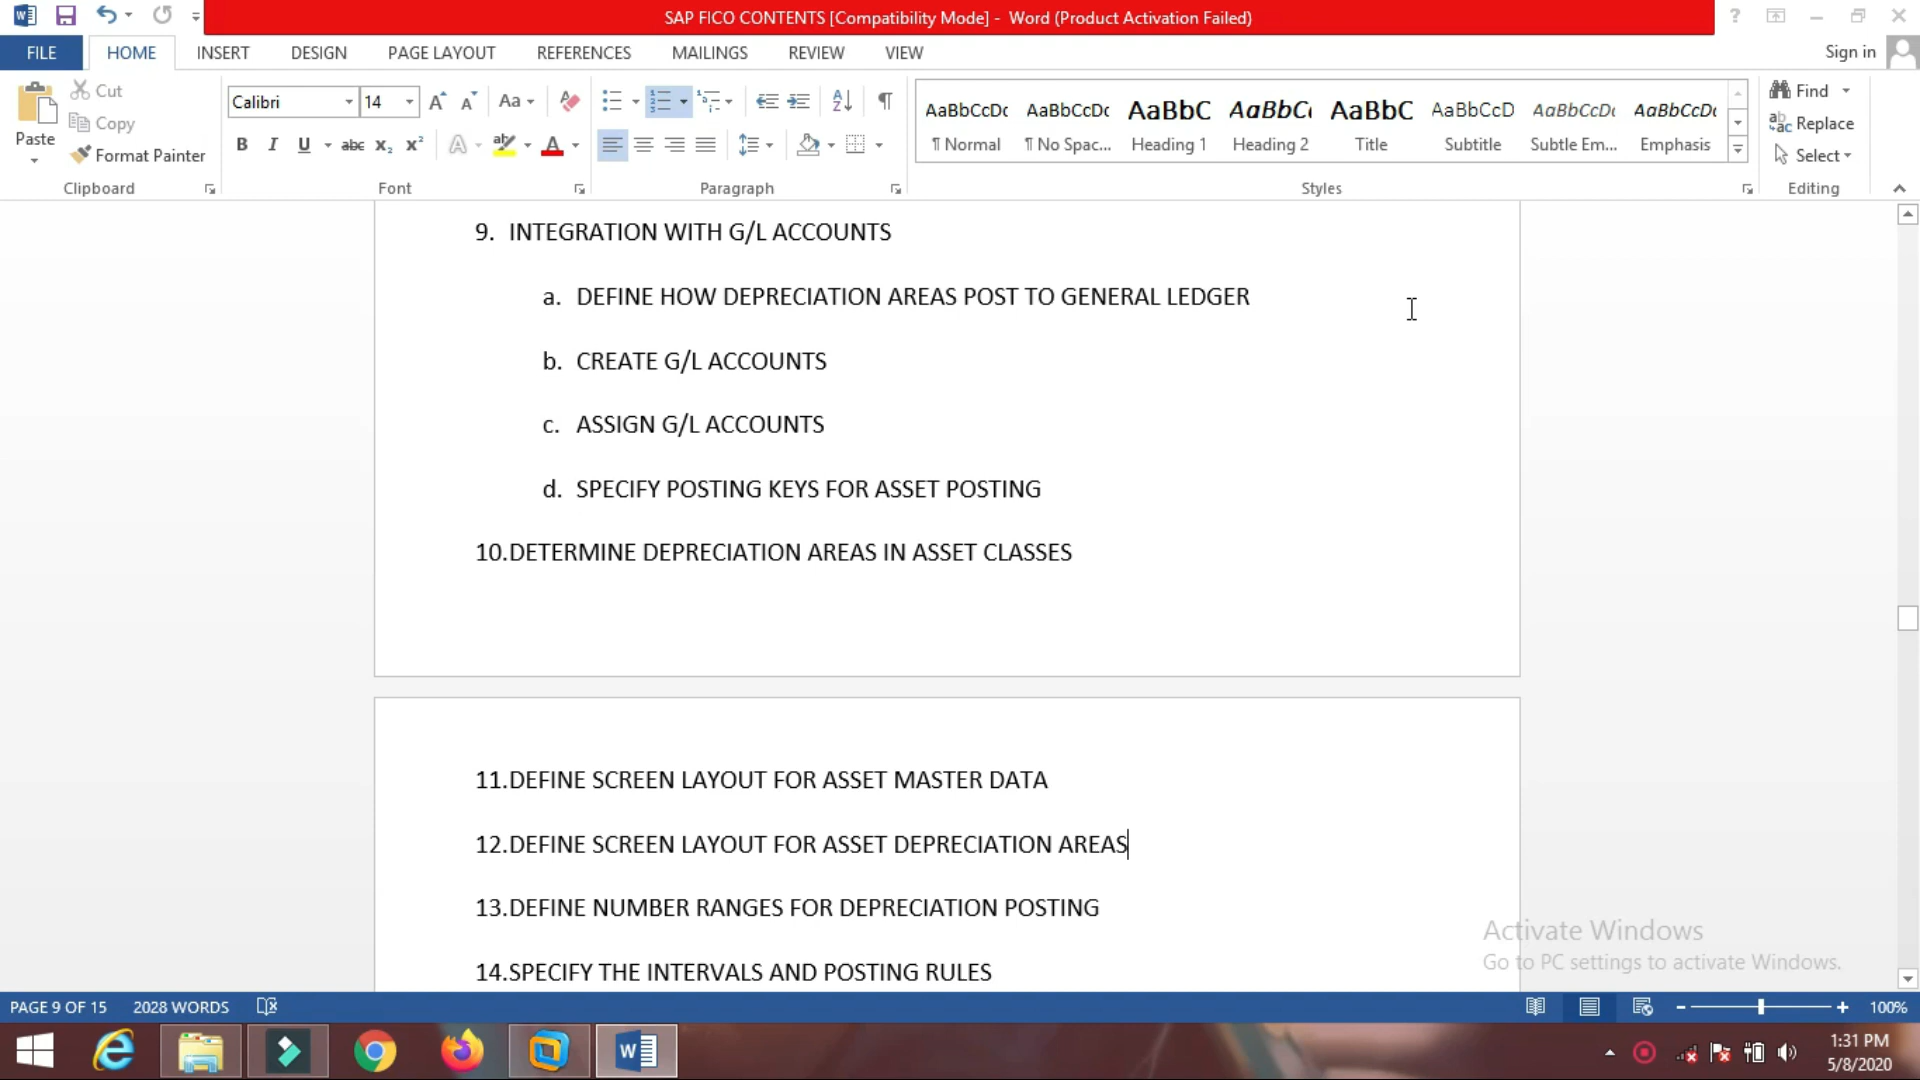 SAP FICO CONTENTS [Compatibility Mode] - Word (Product Activation Failed)
FILE HOME INSERT DESIGN PAGE LAYOUT REFERENCES MAILINGS REVIEW VIEW Sign in
Paste Cut Copy Format Painter
Calibri 14
AaBbCcDc AaBbCcDc AaBbC AaBbC AaBbC AaBbCcD AaBbCcDc AaBbCcDc
¶ Normal ¶ No Spac... Heading 1 Heading 2 Title Subtitle Subtle Em... Emphasis
Find Replace Select
Clipboard Font Paragraph Styles Editing
9. INTEGRATION WITH G/L ACCOUNTS
a. DEFINE HOW DEPRECIATION AREAS POST TO GENERAL LEDGER
b. CREATE G/L ACCOUNTS
c. ASSIGN G/L ACCOUNTS
d. SPECIFY POSTING KEYS FOR ASSET POSTING
10.DETERMINE DEPRECIATION AREAS IN ASSET CLASSES
11.DEFINE SCREEN LAYOUT FOR ASSET MASTER DATA
12.DEFINE SCREEN LAYOUT FOR ASSET DEPRECIATION AREAS
13.DEFINE NUMBER RANGES FOR DEPRECIATION POSTING
14.SPECIFY THE INTERVALS AND POSTING RULES
Activate Windows
Go to PC settings to activate Windows.
PAGE 9 OF 15 2028 WORDS 100%
1:31 PM
5/8/2020